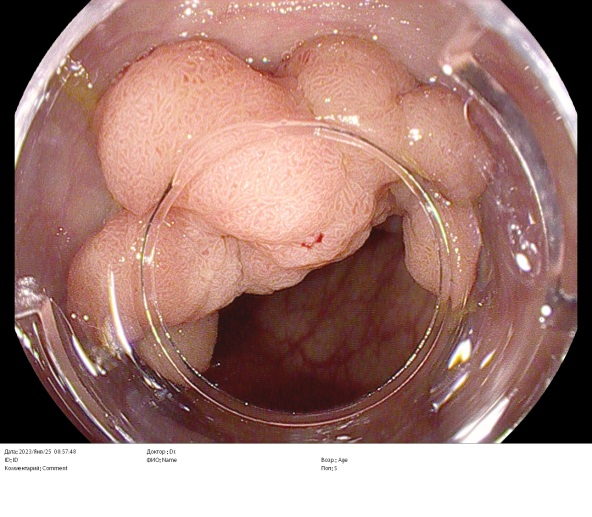 Дата: 2023/Янв/25 08:57:48 Доктор : Dr.
ID: ID ФИО: Name Возр : Age
Комментарий: Comment Пол: S